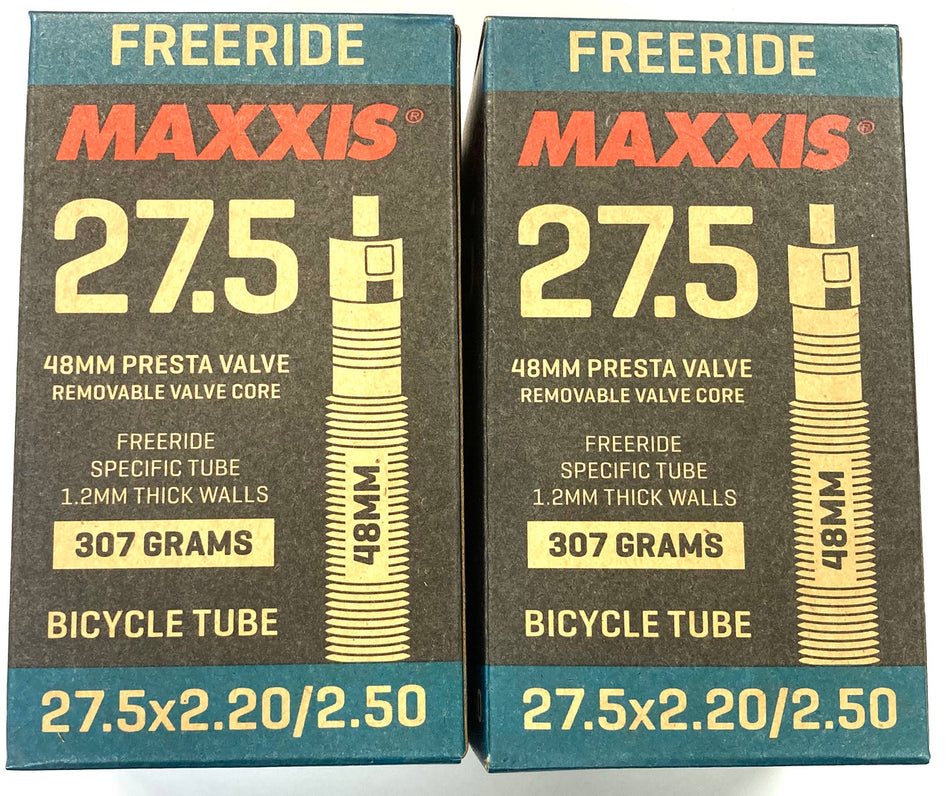 FREERIDE
MAXXIS®
27.5
48MM PRESTA VALVE
REMOVABLE VALVE CORE
FREERIDE
SPECIFIC TUBE
1.2MM THICK WALLS
307 GRAMS
48MM
BICYCLE TUBE
27.5x2.20/2.50
FREERIDE
MAXXIS®
27.5
48MM PRESTA VALVE
REMOVABLE VALVE CORE
FREERIDE
SPECIFIC TUBE
1.2MM THICK WALLS
307 GRAMS
48MM
BICYCLE TUBE
27.5x2.20/2.50